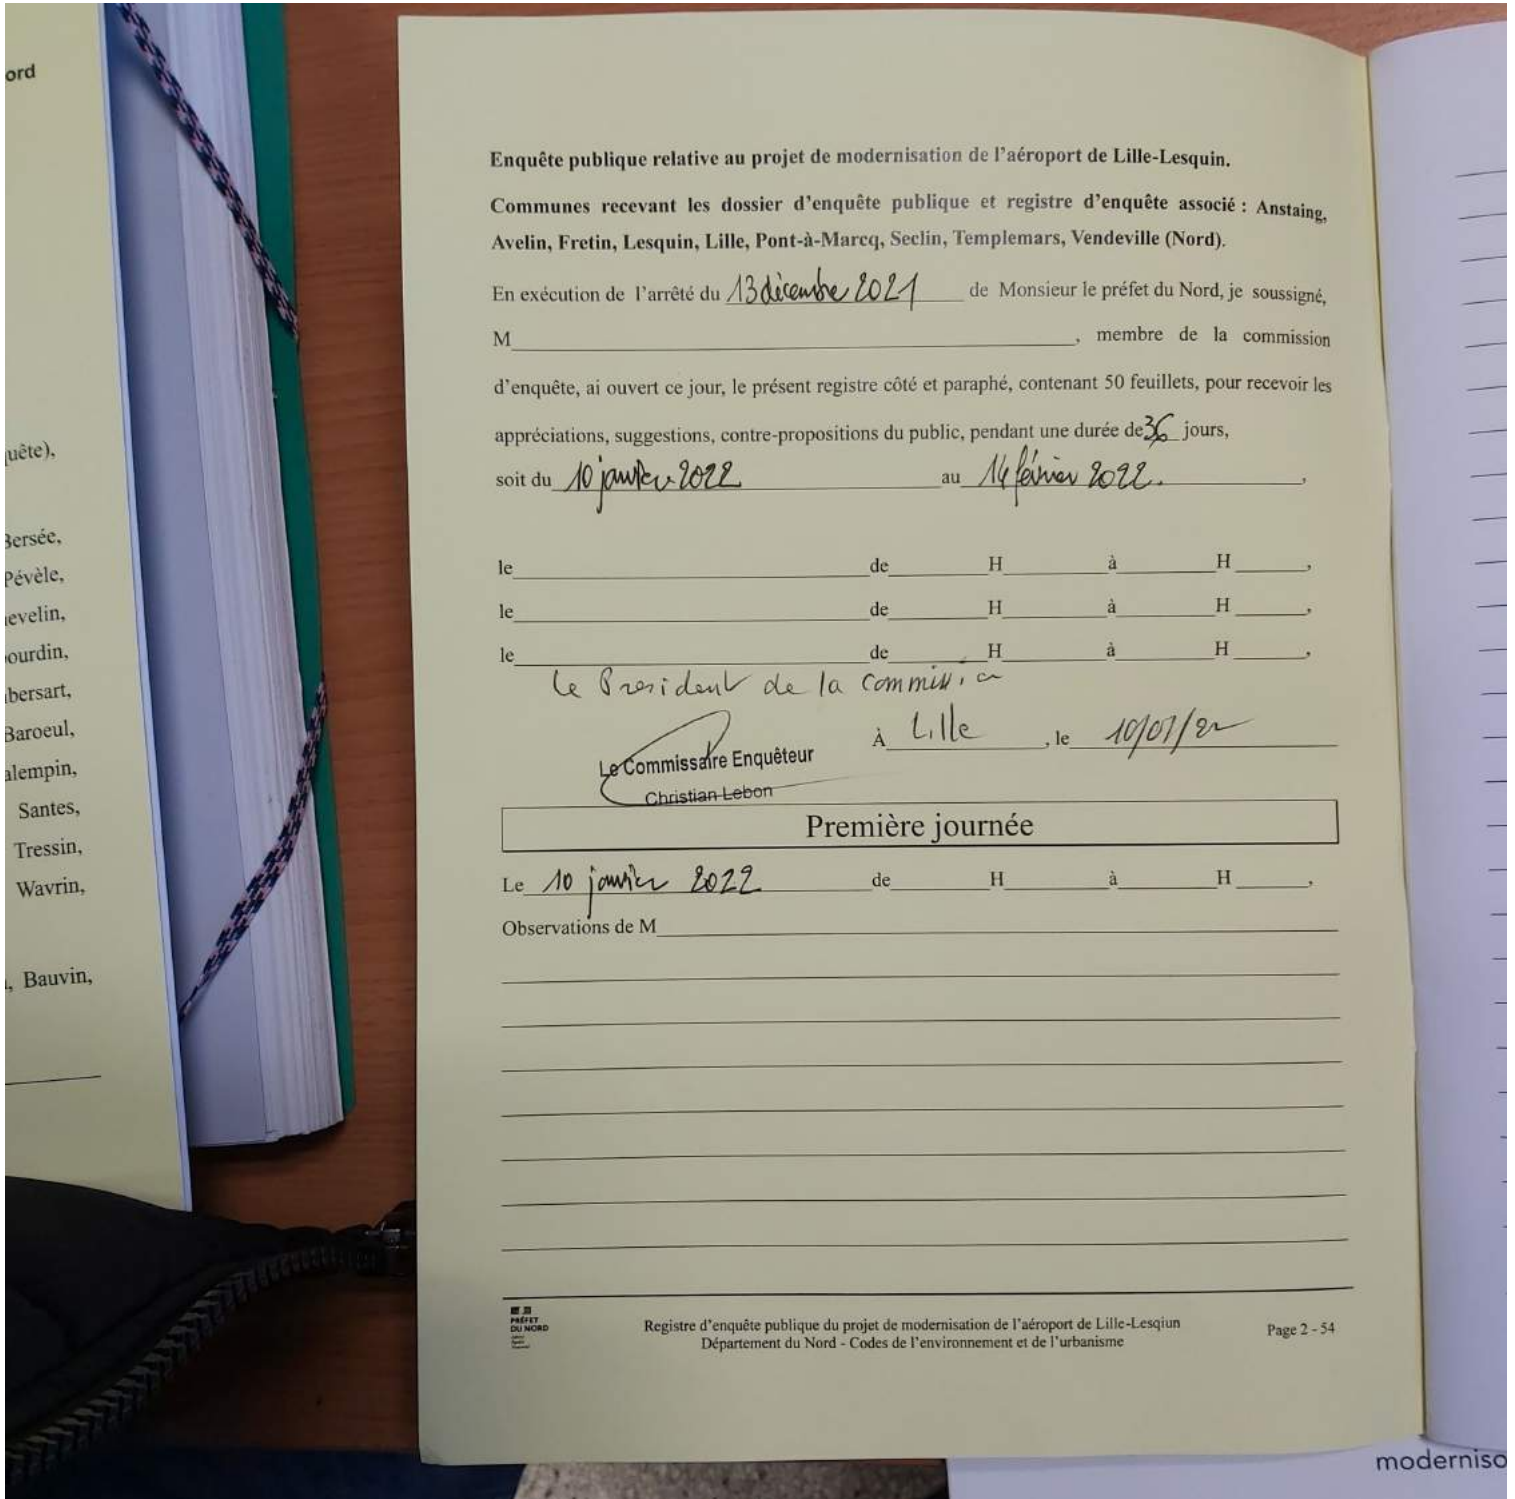 ord
quête),
Bersée,
Pévèle,
evelin,
ourdin,
bersart,
Baroeul,
alempin,
Santes,
Tressin,
Wavrin,
, Bauvin,
Enquête publique relative au projet de modernisation de l'aéroport de Lille-Lesquin.
Communes recevant les dossier d'enquête publique et registre d'enquête associé : Anstaing,
Avelin, Fretin, Lesquin, Lille, Pont-à-Marcq, Seclin, Templemars, Vendeville (Nord).
En exécution de l'arrêté du 13 décembre 2021 de Monsieur le préfet du Nord, je soussigné,
M , membre de la commission
d'enquête, ai ouvert ce jour, le présent registre côté et paraphé, contenant 50 feuillets, pour recevoir les
appréciations, suggestions, contre-propositions du public, pendant une durée de 36 jours,
soit du 10 janvier 2022 au 14 février 2022. ,
le de H à H ,
le de H à H ,
le de H à H ,
Le President de la Commission
À Lille , le 10/01/22
Le Commissaire Enquêteur
Christian Lebon
Première journée
Le 10 janvier 2022 de H à H ,
Observations de M
PRÉFET
DU NORD
Registre d'enquête publique du projet de modernisation de l'aéroport de Lille-Lesqiun
Département du Nord - Codes de l'environnement et de l'urbanisme
Page 2 - 54
moderniso